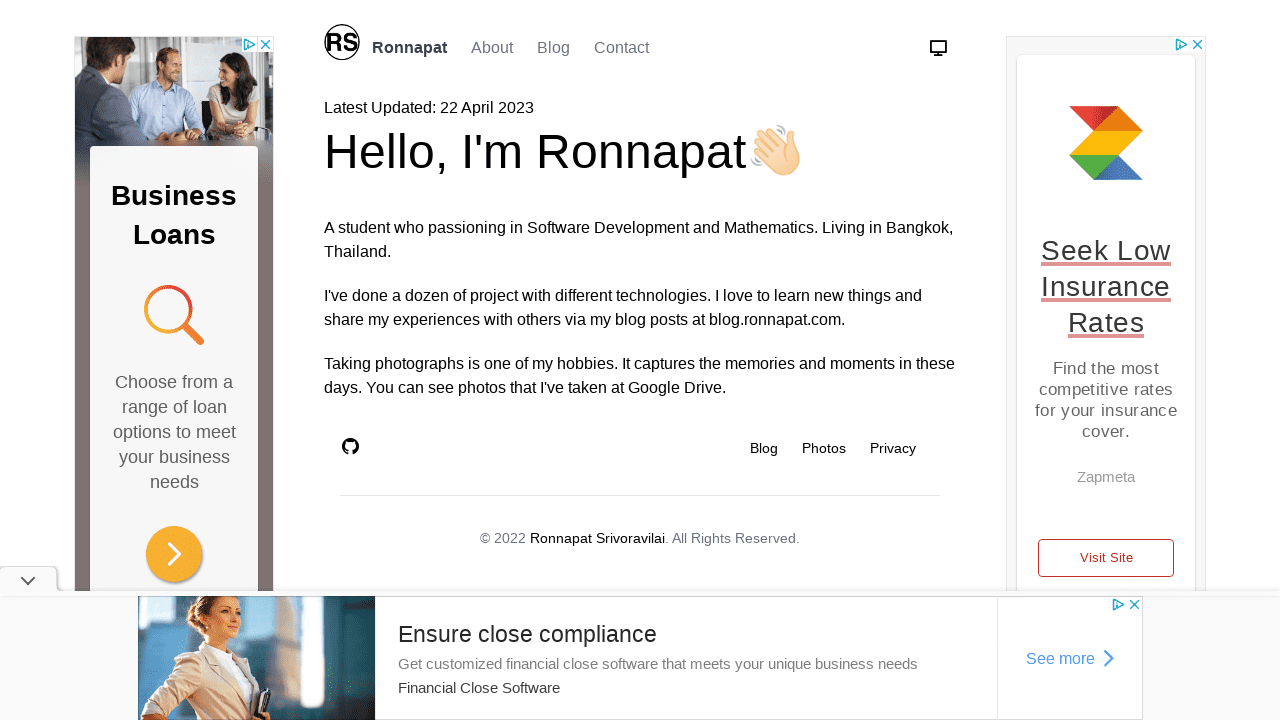 RS
Ronnapat
About
Blog
Contact
Latest Updated: 22 April 2023
Hello, I'm Ronnapat
A student who passioning in Software Development and Mathematics. Living in Bangkok,
Thailand.
I've done a dozen of project with different technologies. I love to learn new things and
share my experiences with others via my blog posts at blog.ronnapat.com.
Taking photographs is one of my hobbies. It captures the memories and moments in these
days. You can see photos that I've taken at Google Drive.
Blog
Photos
Privacy
© 2022 Ronnapat Srivoravilai. All Rights Reserved.
Business
Loans
Choose from a
range of loan
options to meet
your business
needs
Seek Low
Insurance
Rates
Find the most
competitive rates
for your insurance
cover.
Zapmeta
Visit Site
Ensure close compliance
Get customized financial close software that meets your unique business needs
Financial Close Software
See more